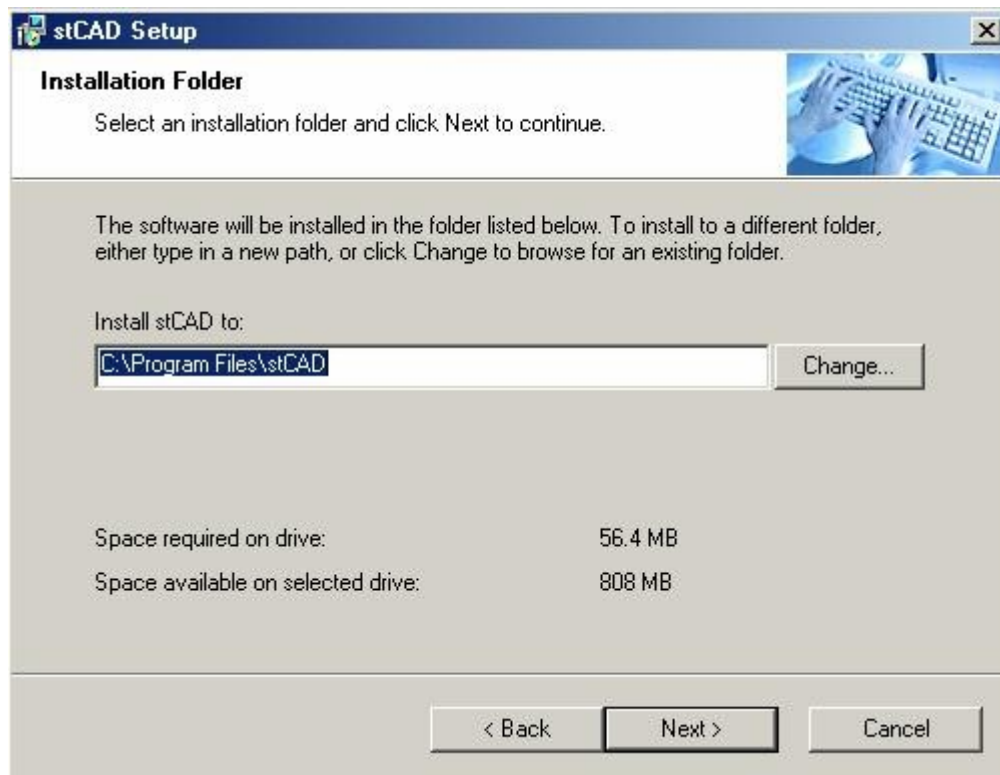 stCAD Setup
Installation Folder
Select an installation folder and click Next to continue.
The software will be installed in the folder listed below. To install to a different folder,
either type in a new path, or click Change to browse for an existing folder.
Install stCAD to:
C:\Program Files\stCAD
Change...
Space required on drive: 56.4 MB
Space available on selected drive: 808 MB
< Back Next > Cancel